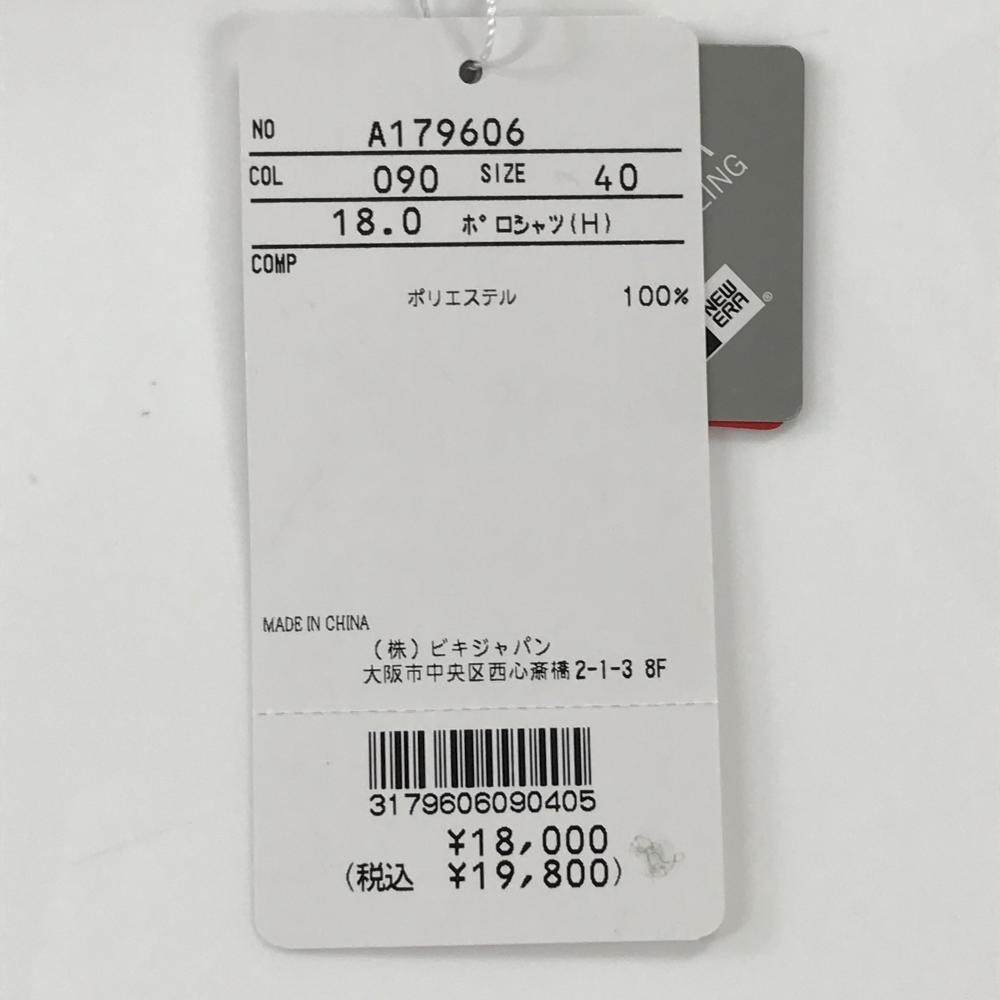 NO A179606
COL 090 SIZE 40
18.0 ポロシャツ(H)
COMP
ポリエステル 100%
MADE IN CHINA
(株)ビキジャパン
大阪市中央区西心斎橋2-1-3 8F
3179606090405
¥18,000
(税込 ¥19,800)
NEW
ERA
®